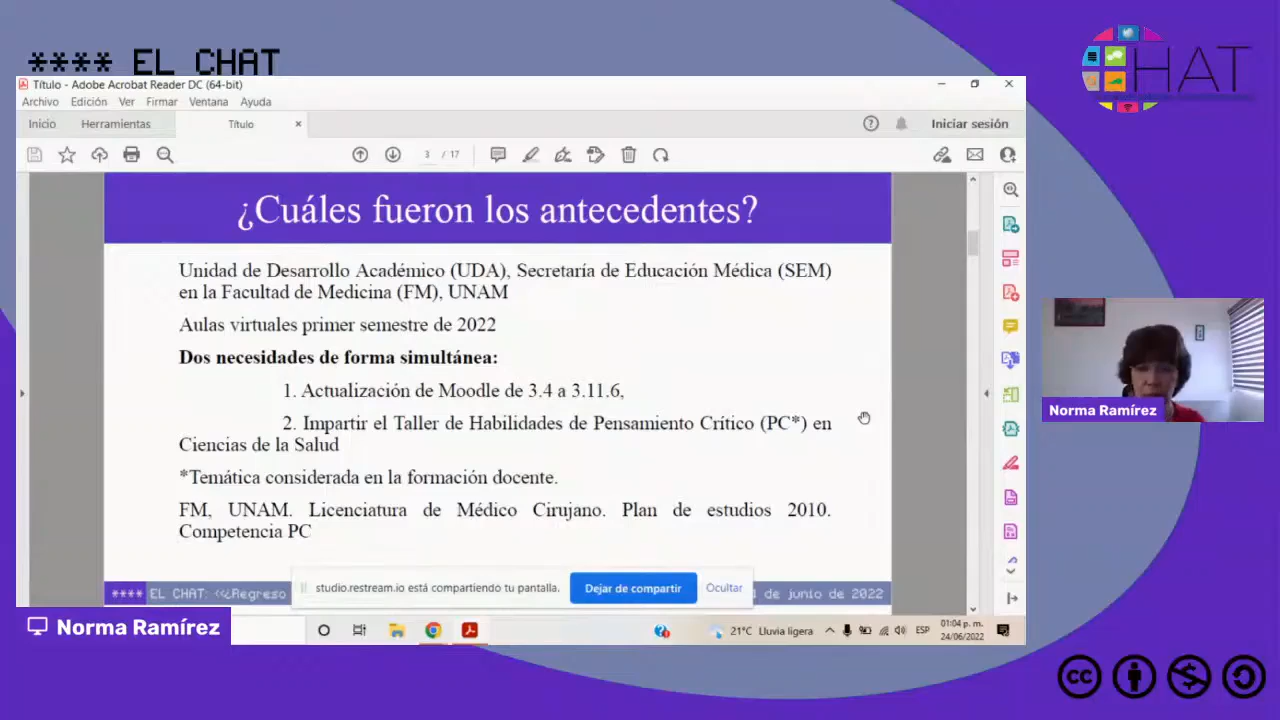 **** EL CHAT
HAT
Título - Adobe Acrobat Reader DC (64-bit)
Archivo Edición Ver Firmar Ventana Ayuda
Inicio Herramientas Título × Iniciar sesión
3 / 17
¿Cuáles fueron los antecedentes?
Unidad de Desarrollo Académico (UDA), Secretaría de Educación Médica (SEM)
en la Facultad de Medicina (FM), UNAM
Aulas virtuales primer semestre de 2022
Dos necesidades de forma simultánea:
1. Actualización de Moodle de 3.4 a 3.11.6,
2. Impartir el Taller de Habilidades de Pensamiento Crítico (PC*) en
Ciencias de la Salud
*Temática considerada en la formación docente.
FM, UNAM. Licenciatura de Médico Cirujano. Plan de estudios 2010.
Competencia PC
Norma Ramírez
**** EL CHAT: <<¿Regreso
studio.restream.io está compartiendo tu pantalla. Dejar de compartir Ocultar
de junio de 2022
Norma Ramírez
21°C Lluvia ligera ESP 01:04 p. m.
24/06/2022
cc